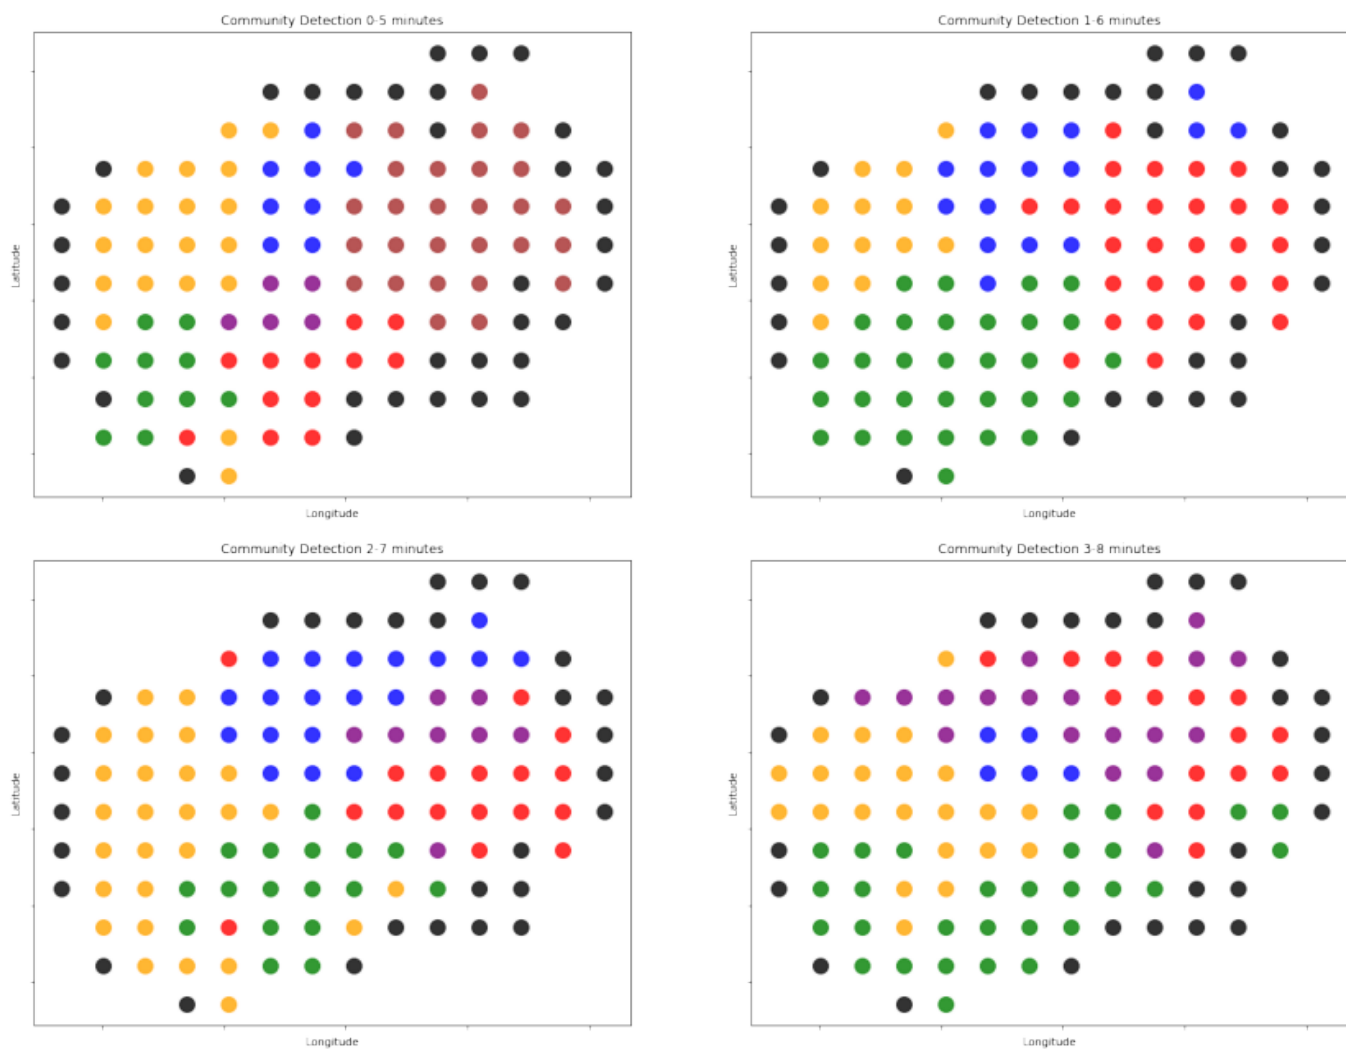 Community Detection 0-5 minutes
Latitude
Longitude
Community Detection 1-6 minutes
Latitude
Longitude
Community Detection 2-7 minutes
Latitude
Longitude
Community Detection 3-8 minutes
Latitude
Longitude